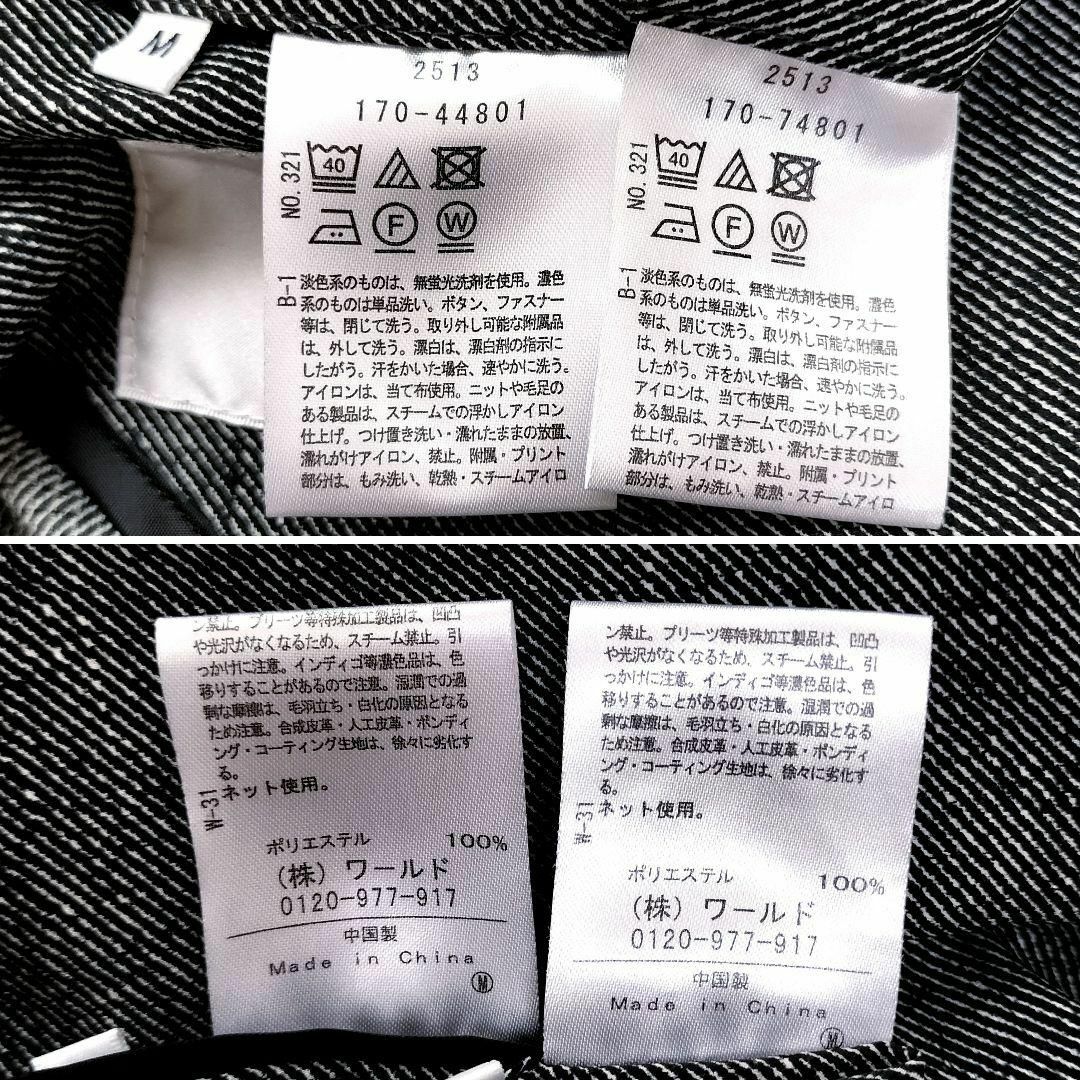 M
2513
170-44801
40
F
W
NO. 321
B-1
淡色系のものは、無蛍光洗剤を使用。濃色
系のものは単品洗い。ボタン、ファスナー
等は、閉じて洗う。取り外し可能な附属品
は、外して洗う。漂白は、漂白剤の指示に
したがう。汗をかいた場合、速やかに洗う。
アイロンは、当て布使用。ニットや毛足の
ある製品は、スチームでの浮かしアイロン
仕上げ。つけ置き洗い・濡れたままの放置、
濡れがけアイロン、禁止。附属・プリント
部分は、もみ洗い、乾熱・スチームアイロ
2513
170-74801
40
F
W
NO. 321
B-1
淡色系のものは、無蛍光洗剤を使用。濃色
系のものは単品洗い。ボタン、ファスナー
等は、閉じて洗う。取り外し可能な附属品
は、外して洗う。漂白は、漂白剤の指示に
したがう。汗をかいた場合、速やかに洗う。
アイロンは、当て布使用。ニットや毛足の
ある製品は、スチームでの浮かしアイロン
仕上げ。つけ置き洗い・濡れたままの放置、
濡れがけアイロン、禁止。附属・プリント
部分は、もみ洗い、乾熱・スチームアイロ
ン禁止。プリーツ等特殊加工製品は、凹凸
や光沢がなくなるため、スチーム禁止。引
っかけに注意。インディゴ等濃色品は、色
移りすることがあるので注意。湿潤での過
剰な摩擦は、毛羽立ち・白化の原因となる
ため注意。合成皮革・人工皮革・ボンディ
ング・コーティング生地は、徐々に劣化す
る。
W-31
ネット使用。
ポリエステル 100%
(株) ワールド
0120-977-917
中国製
Made in China
M
ン禁止。プリーツ等特殊加工製品は、凹凸
や光沢がなくなるため、スチーム禁止。引
っかけに注意。インディゴ等濃色品は、色
移りすることがあるので注意。湿潤での過
剰な摩擦は、毛羽立ち・白化の原因となる
ため注意。合成皮革・人工皮革・ボンディ
ング・コーティング生地は、徐々に劣化す
る。
W-31
ネット使用。
ポリエステル 100%
(株) ワールド
0120-977-917
中国製
Made in China
M